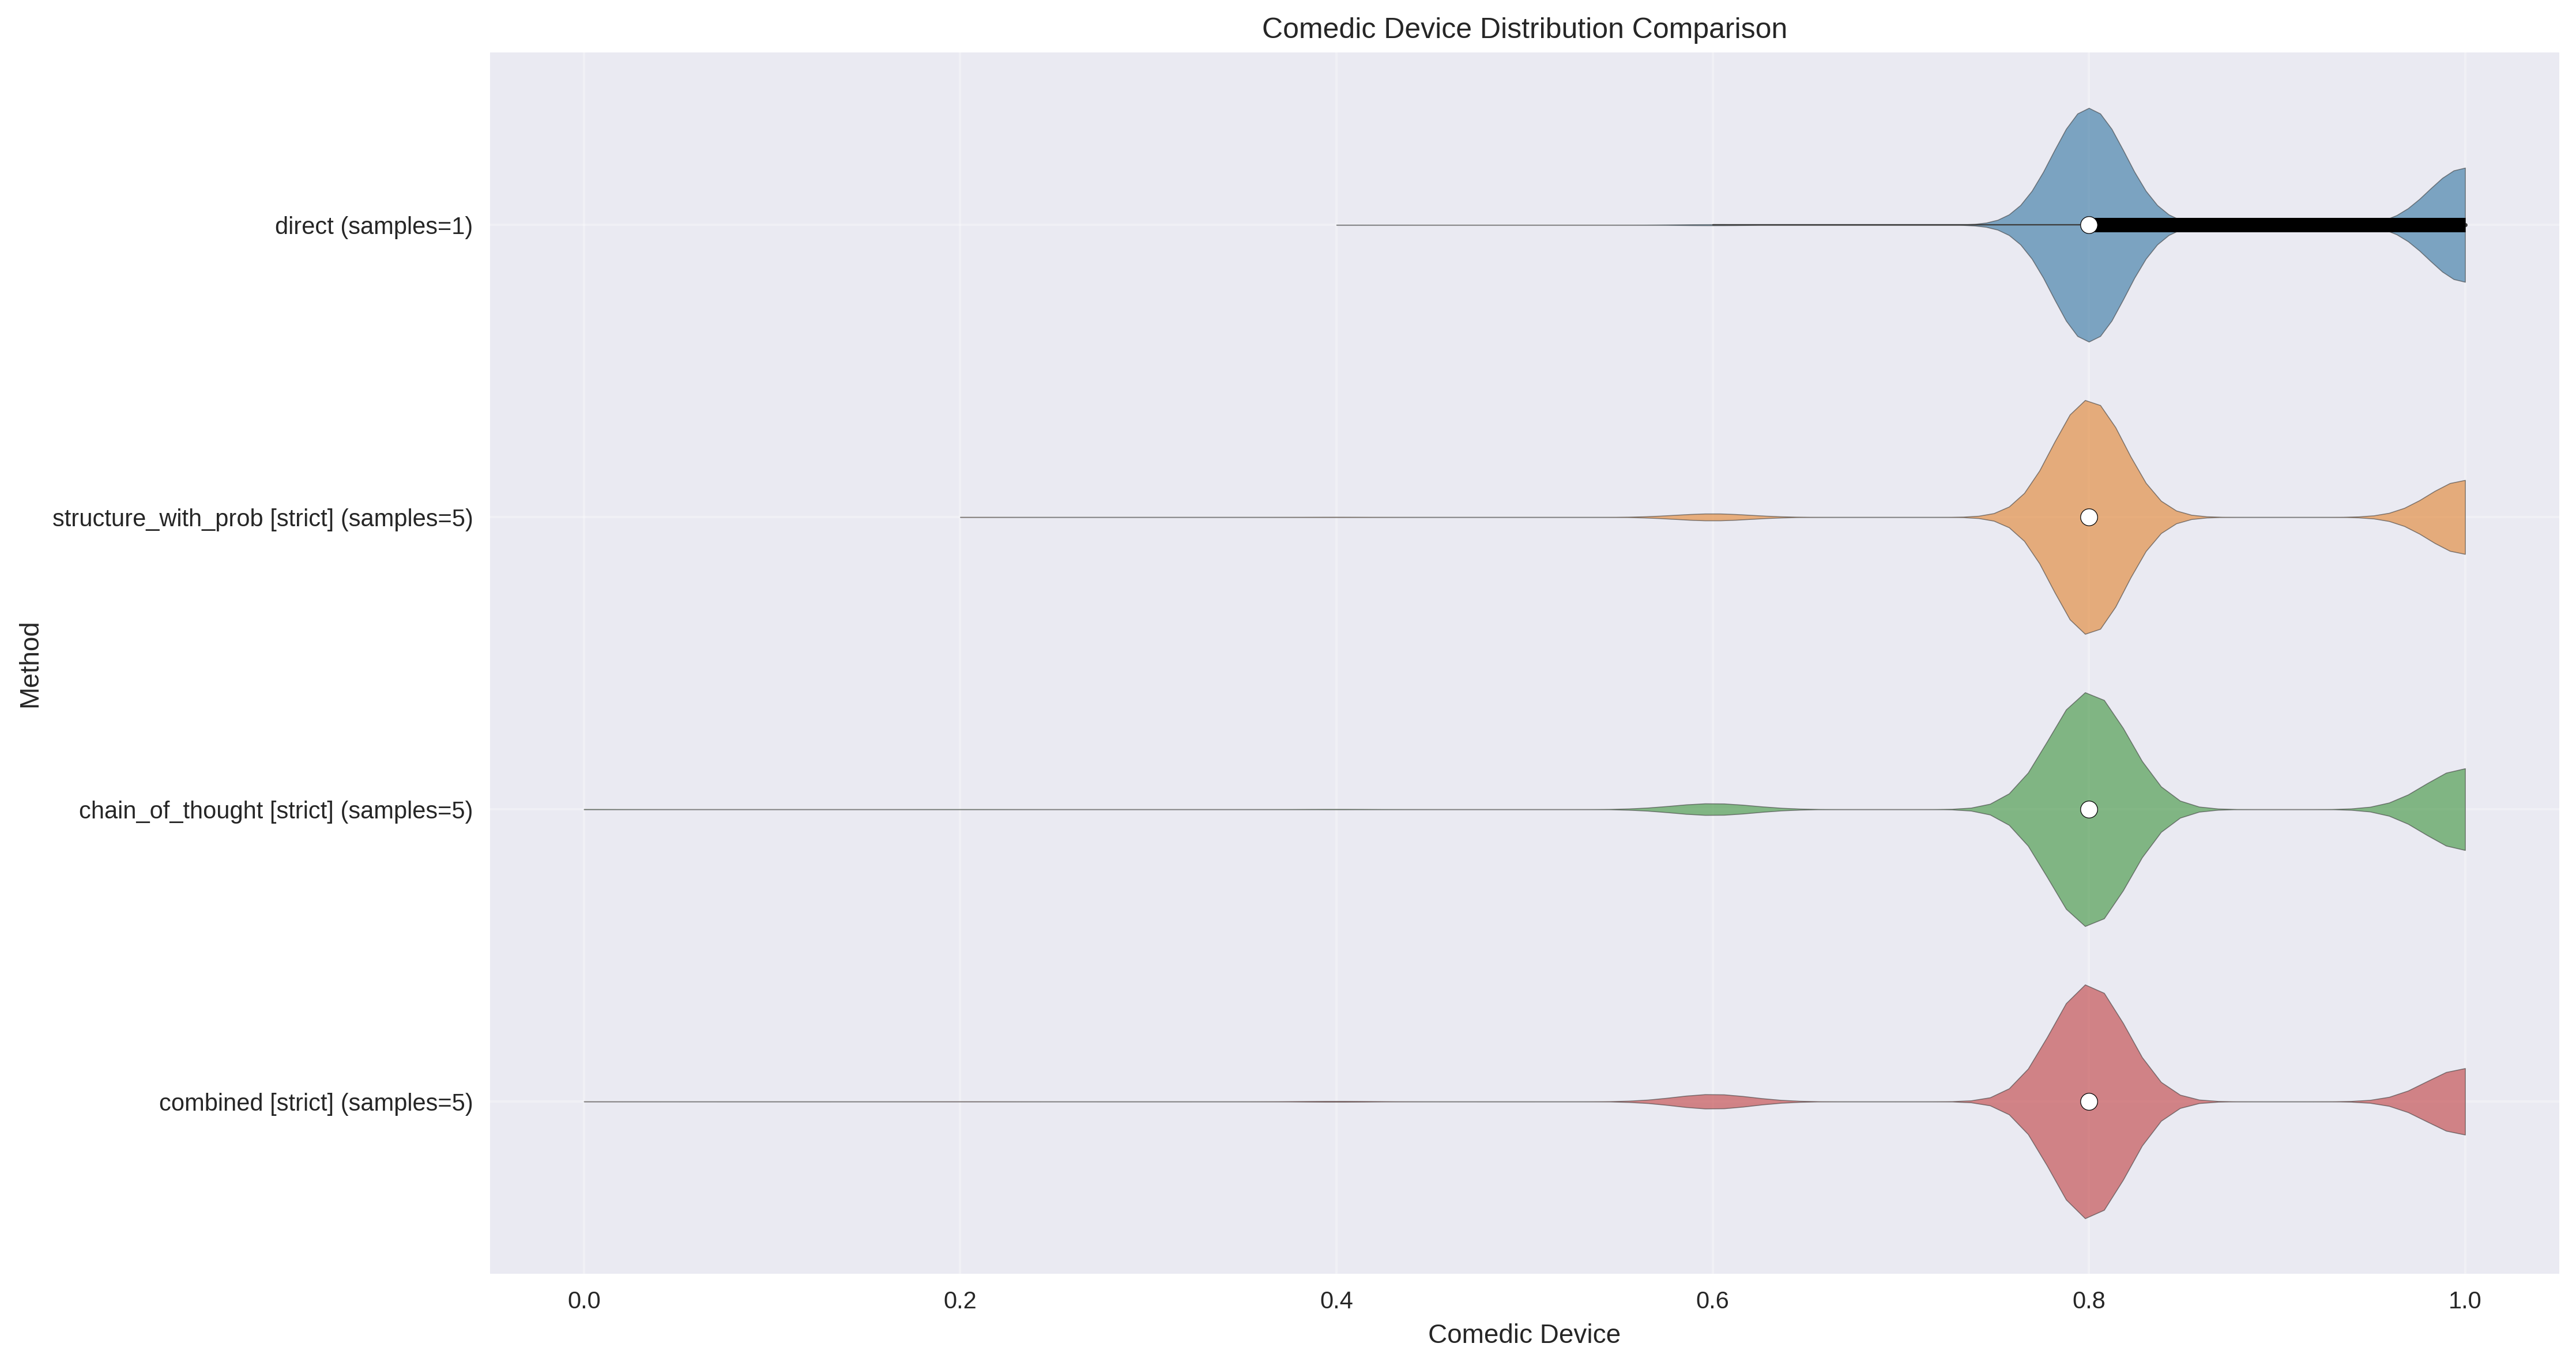 Comedic Device Distribution Comparison
Method
direct (samples=1)
structure_with_prob [strict] (samples=5)
chain_of_thought [strict] (samples=5)
combined [strict] (samples=5)
0.0 0.2 0.4 0.6 0.8 1.0
Comedic Device